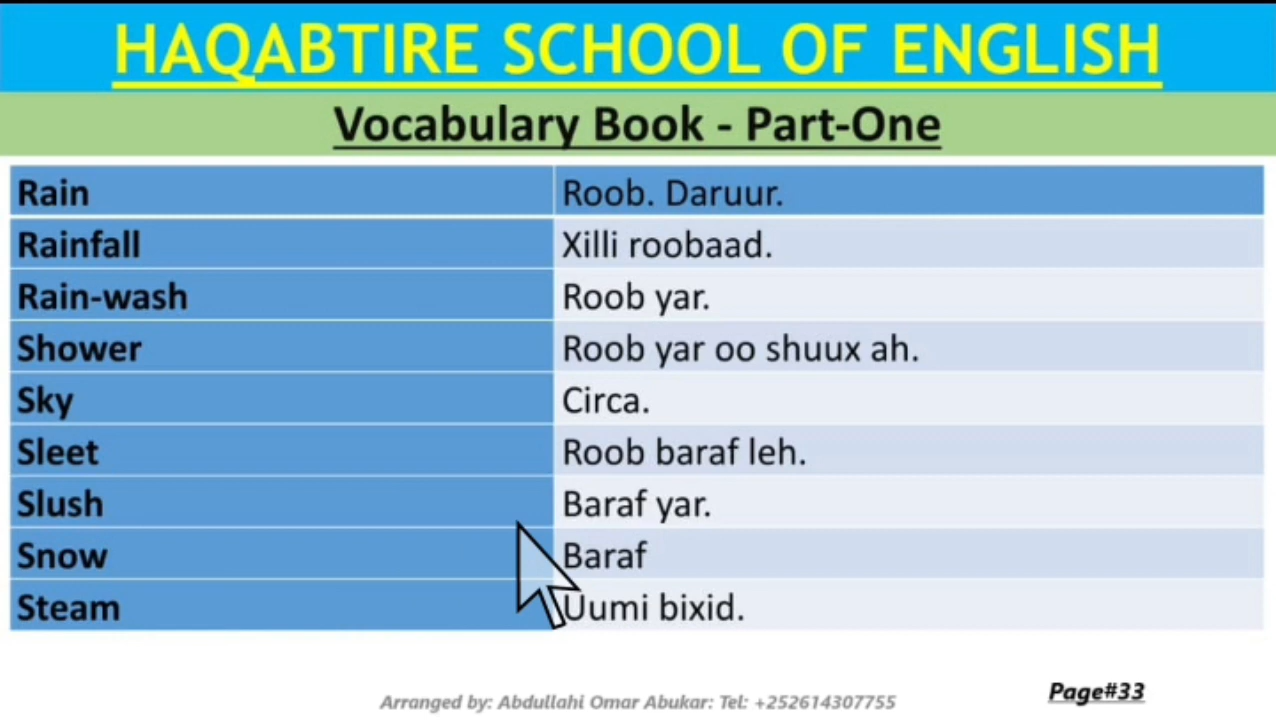 HAQABTIRE SCHOOL OF ENGLISH
Vocabulary Book - Part-One
Rain Roob. Daruur.
Rainfall Xilli roobaad.
Rain-wash Roob yar.
Shower Roob yar oo shuux ah.
Sky Circa.
Sleet Roob baraf leh.
Slush Baraf yar.
Snow Baraf
Steam Uumi bixid.
Page#33
Arranged by: Abdullahi Omar Abukar: Tel: +252614307755